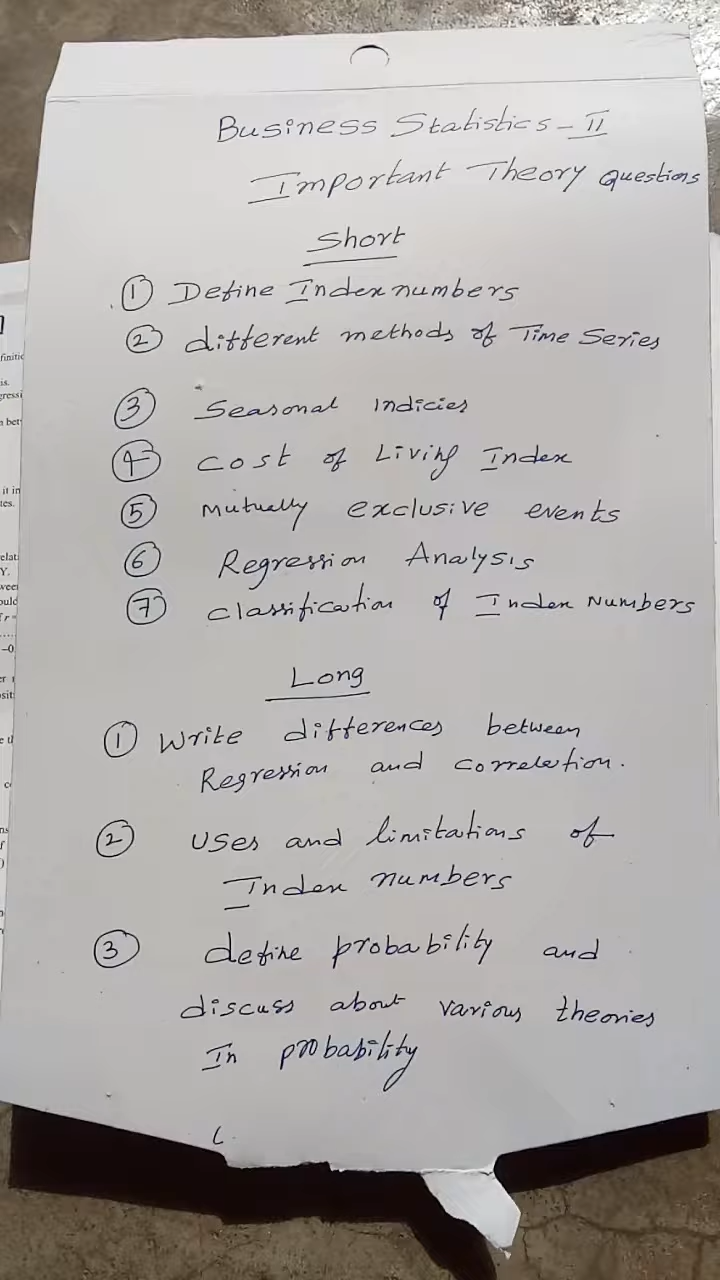 Business Statistics - II
Important Theory Questions
Short
① Define Index numbers
② different methods of Time Series
③ Seasonal Indicies
④ Cost of Living Index
⑤ Mutually exclusive events
⑥ Regression Analysis
⑦ Classification of Index Numbers
Long
① Write differences between
Regression and correlation.
② Uses and limitations of
Index numbers
③ define probability and
discuss about various theories
In probability